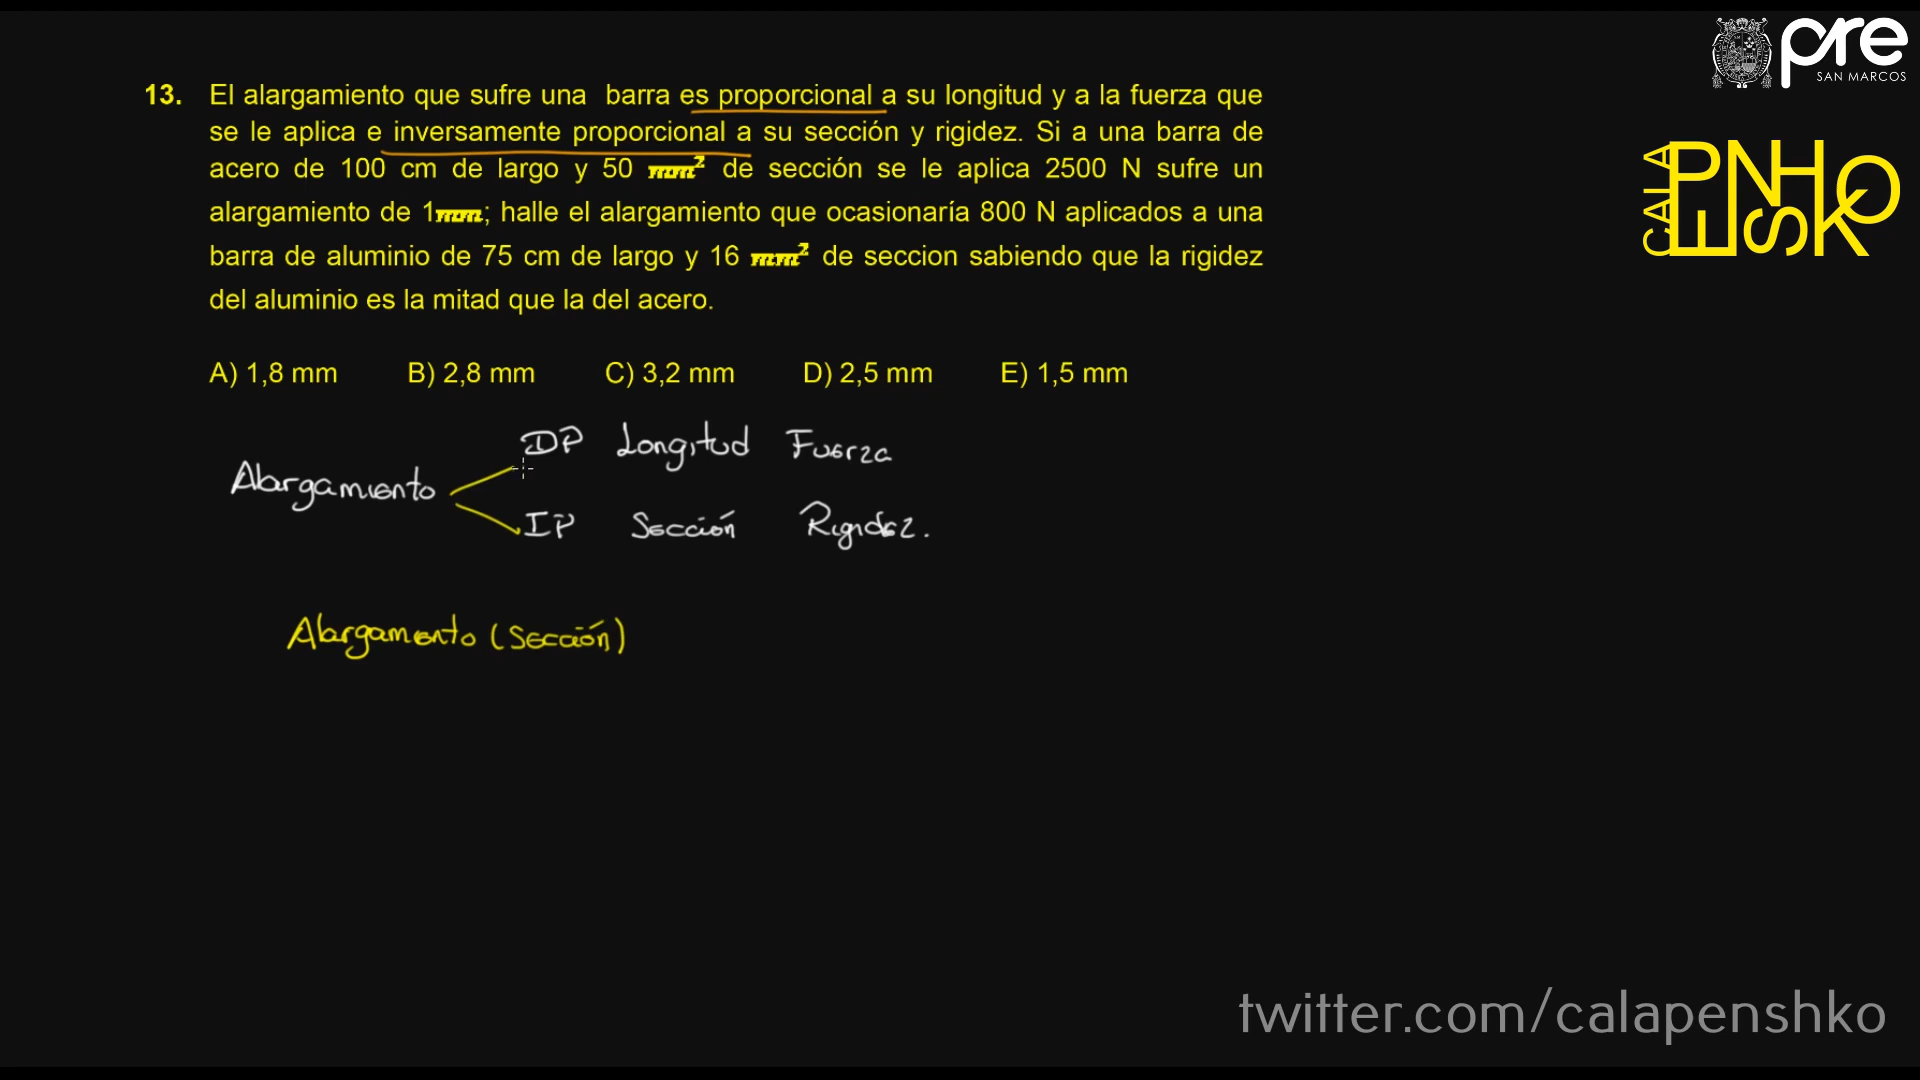 pre
SAN MARCOS
CALA
PENSHKO
13. El alargamiento que sufre una barra es proporcional a su longitud y a la fuerza que
se le aplica e inversamente proporcional a su sección y rigidez. Si a una barra de
acero de 100 cm de largo y 50 mm² de sección se le aplica 2500 N sufre un
alargamiento de 1mm; halle el alargamiento que ocasionaría 800 N aplicados a una
barra de aluminio de 75 cm de largo y 16 mm² de seccion sabiendo que la rigidez
del aluminio es la mitad que la del acero.
A) 1,8 mm B) 2,8 mm C) 3,2 mm D) 2,5 mm E) 1,5 mm
DP Longitud Fuerza
Alargamiento
IP Sección Rigidez.
Alargamiento (Sección)
twitter.com/calapenshko